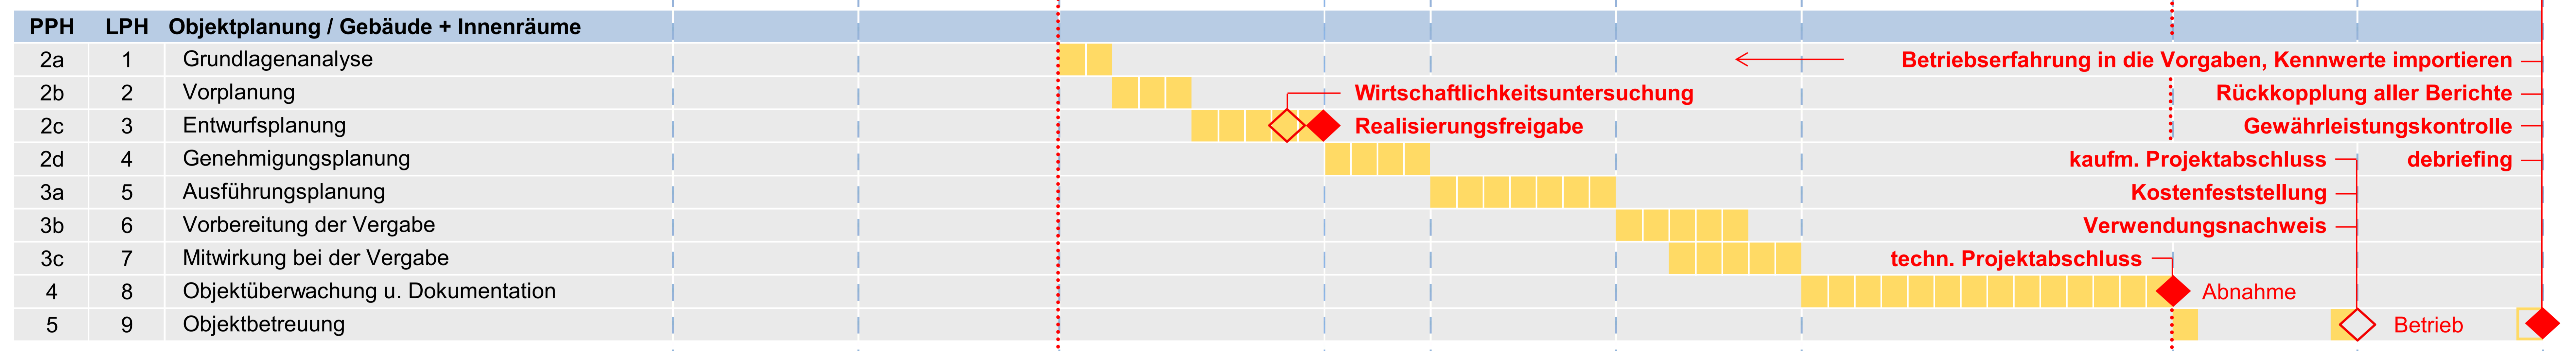 PPH LPH Objektplanung / Gebäude + Innenräume
2a 1 Grundlagenanalyse Betriebserfahrung in die Vorgaben, Kennwerte importieren
2b 2 Vorplanung Wirtschaftlichkeitsuntersuchung Rückkopplung aller Berichte
2c 3 Entwurfsplanung Realisierungsfreigabe Gewährleistungskontrolle
2d 4 Genehmigungsplanung kaufm. Projektabschluss debriefing
3a 5 Ausführungsplanung Kostenfeststellung
3b 6 Vorbereitung der Vergabe Verwendungsnachweis
3c 7 Mitwirkung bei der Vergabe techn. Projektabschluss
4 8 Objektüberwachung u. Dokumentation Abnahme
5 9 Objektbetreuung Betrieb